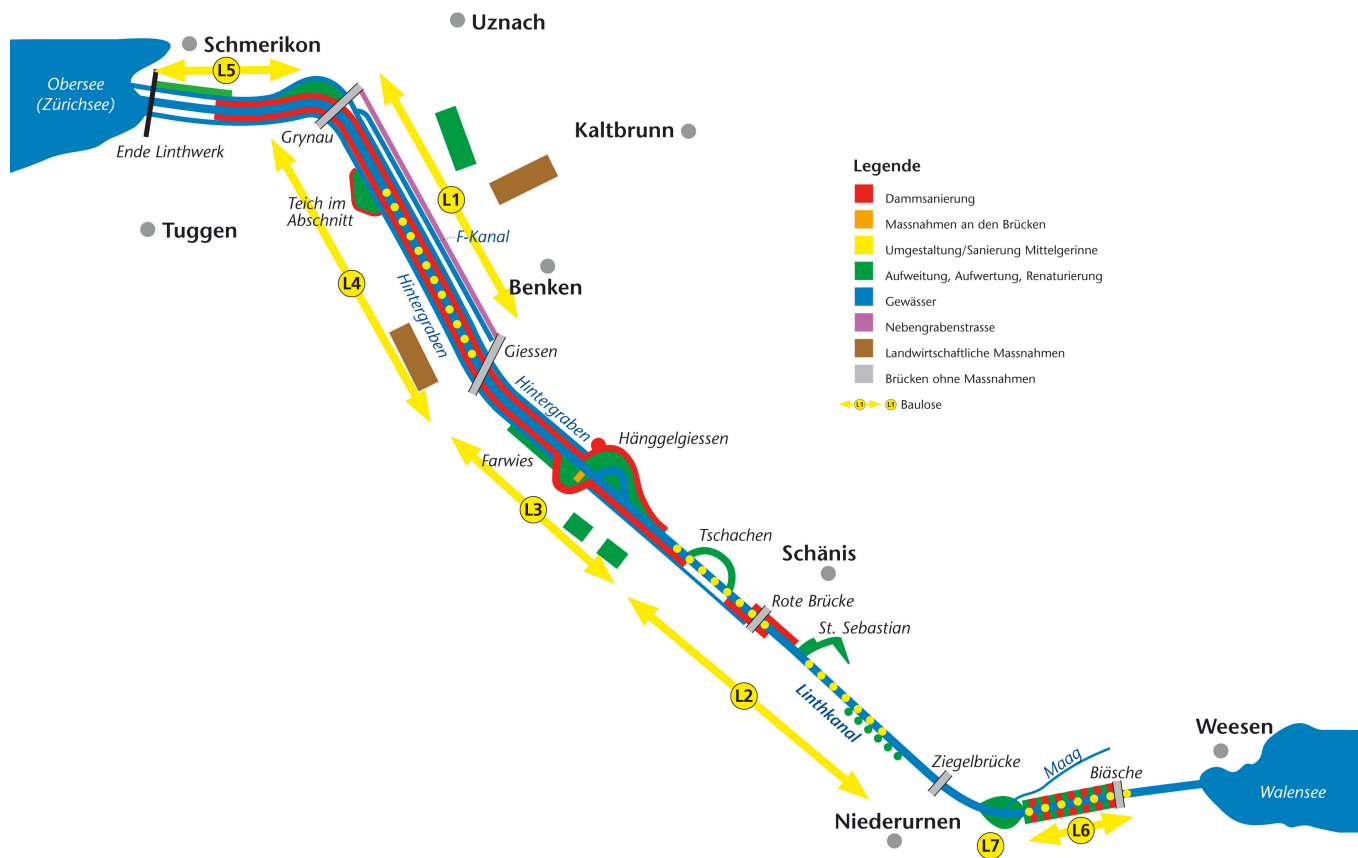 Uznach
Schmerikon
L5
Obersee
(Zürichsee)
Kaltbrunn
Grynau
Ende Linthwerk
Legende
Dammsanierung
Massnahmen an den Brücken
Umgestaltung/Sanierung Mittelgerinne
Aufweitung, Aufwertung, Renaturierung
Gewässer
Nebengrabenstrasse
Landwirtschaftliche Massnahmen
Brücken ohne Massnahmen
L1
L1
Baulose
Teich im
Abschnitt
L1
Tuggen
F-Kanal
Benken
L4
Hintergraben
Giessen
Hintergraben
Hänggelgiessen
Farwies
L3
Tschachen
Schänis
Rote Brücke
St. Sebastian
L2
Linthkanal
Weesen
Ziegelbrücke
Maag
Biäsche
Walensee
Niederurnen
L7
L6